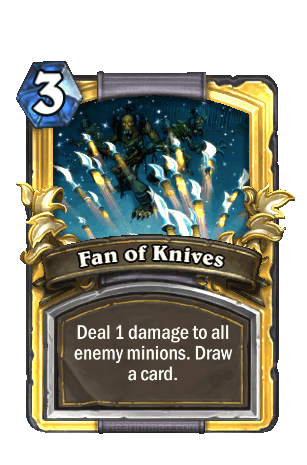 3
Fan of Knives
Deal 1 damage to all
enemy minions. Draw
a card.